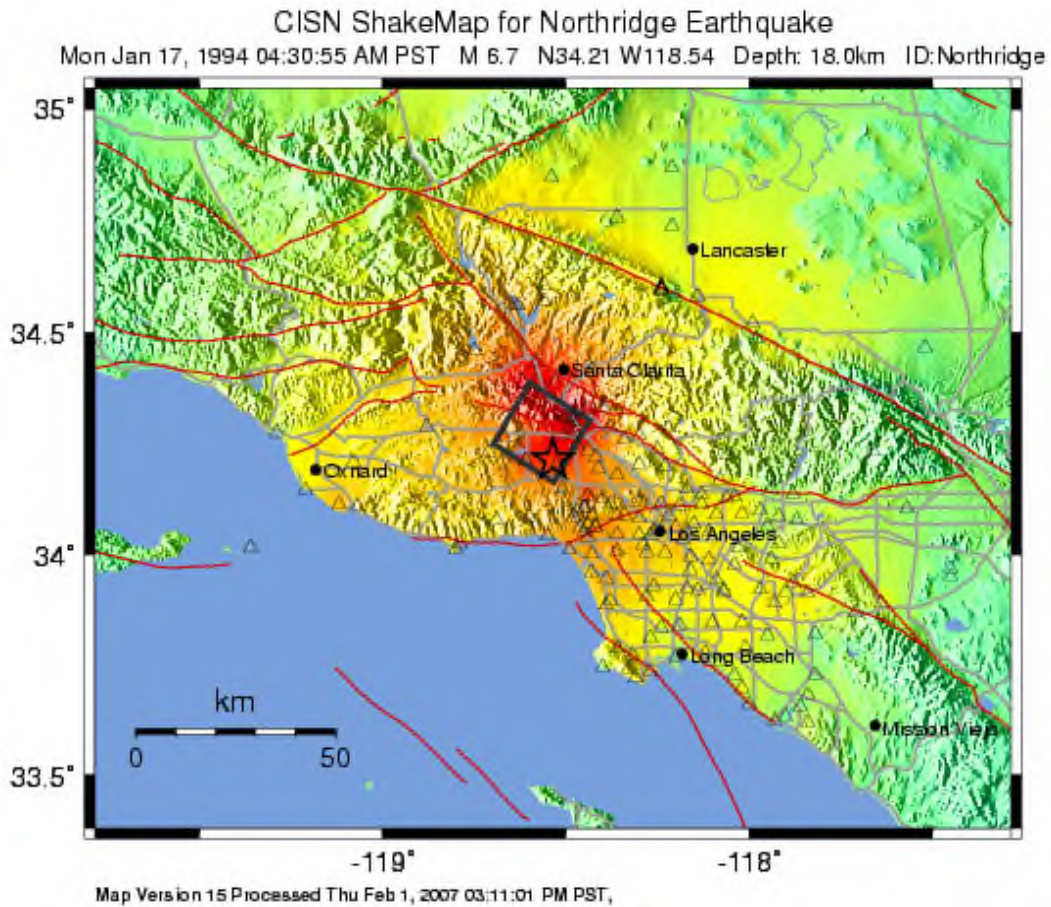 CISN ShakeMap for Northridge Earthquake
Mon Jan 17, 1994 04:30:55 AM PST M 6.7 N34.21 W118.54 Depth: 18.0km ID:Northridge
35°
Lancaster
34.5°
Santa Clarita
Oxnard
34°
Los Angeles
Long Beach
km
0 50
Mission Viejo
33.5°
-119° -118°
Map Version 15 Processed Thu Feb 1, 2007 03:11:01 PM PST,